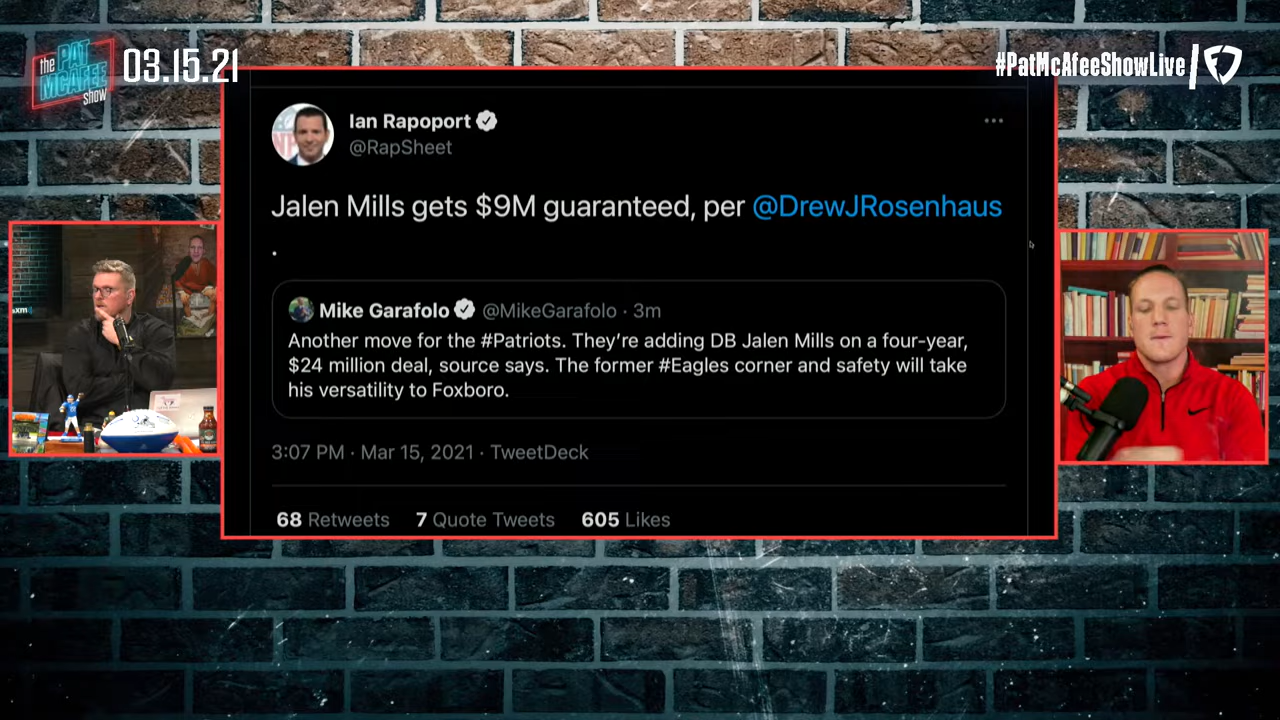 the PAT MCAFEE show
03.15.21
#PatMcAfeeShowLive
Ian Rapoport
@RapSheet
Jalen Mills gets $9M guaranteed, per @DrewJRosenhaus
.
Mike Garafolo @MikeGarafolo · 3m
Another move for the #Patriots. They’re adding DB Jalen Mills on a four-year,
$24 million deal, source says. The former #Eagles corner and safety will take
his versatility to Foxboro.
3:07 PM · Mar 15, 2021 · TweetDeck
68 Retweets 7 Quote Tweets 605 Likes